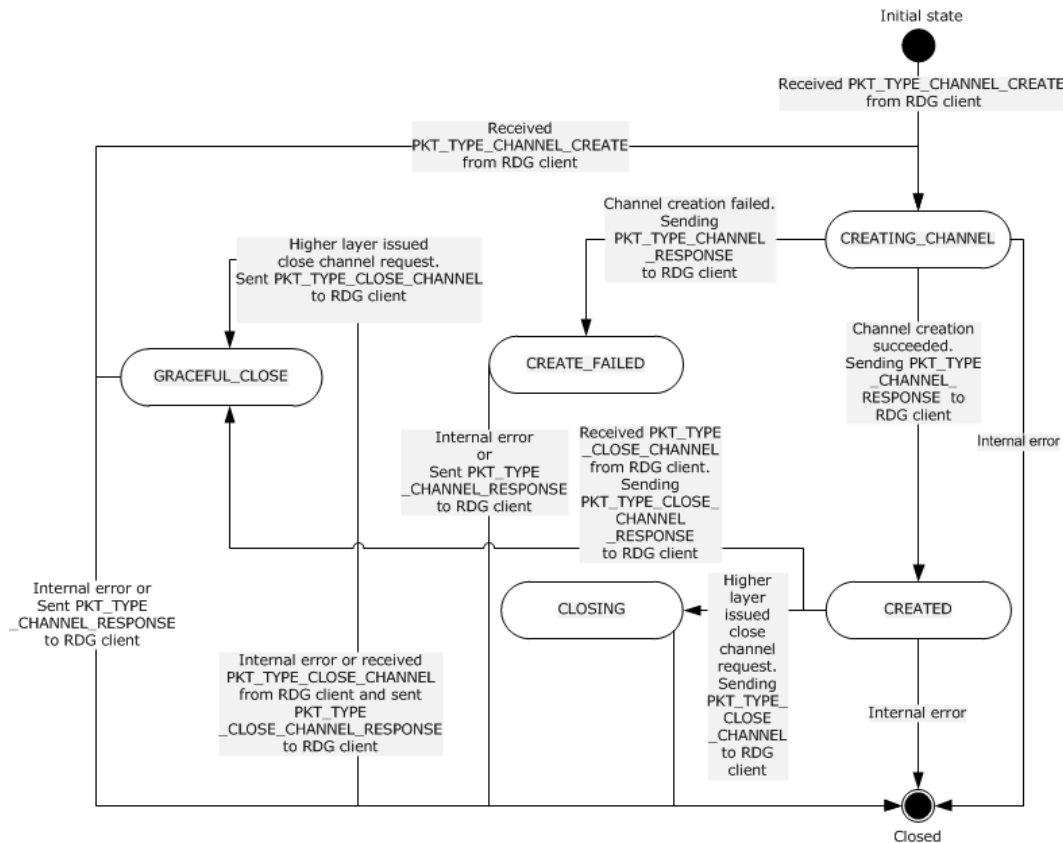 Initial state
Received PKT_TYPE_CHANNEL_CREATE
from RDG client
Received
PKT_TYPE_CHANNEL_CREATE
from RDG client
Channel creation failed.
Sending
PKT_TYPE_CHANNEL
_RESPONSE
to RDG client
CREATING_CHANNEL
Higher layer issued
close channel request.
Sent PKT_TYPE_CLOSE_CHANNEL
to RDG client
Channel creation
succeeded.
Sending PKT_TYPE
_CHANNEL_
RESPONSE to
RDG client
GRACEFUL_CLOSE
CREATE_FAILED
Internal error
or
Sent PKT_TYPE
_CHANNEL_RESPONSE
to RDG client
Received PKT_TYPE
_CLOSE_CHANNEL
from RDG client.
Sending
PKT_TYPE_CLOSE_
CHANNEL
_RESPONSE
to RDG client
Internal error
Internal error or
Sent PKT_TYPE
_CHANNEL_RESPONSE
to RDG client
CLOSING
Higher
layer
issued
close
channel
request.
Sending
PKT_TYPE_
CLOSE
_CHANNEL
to RDG
client
CREATED
Internal error or received
PKT_TYPE_CLOSE_CHANNEL
from RDG client and sent
PKT_TYPE
_CLOSE_CHANNEL_RESPONSE
to RDG client
Internal error
Closed